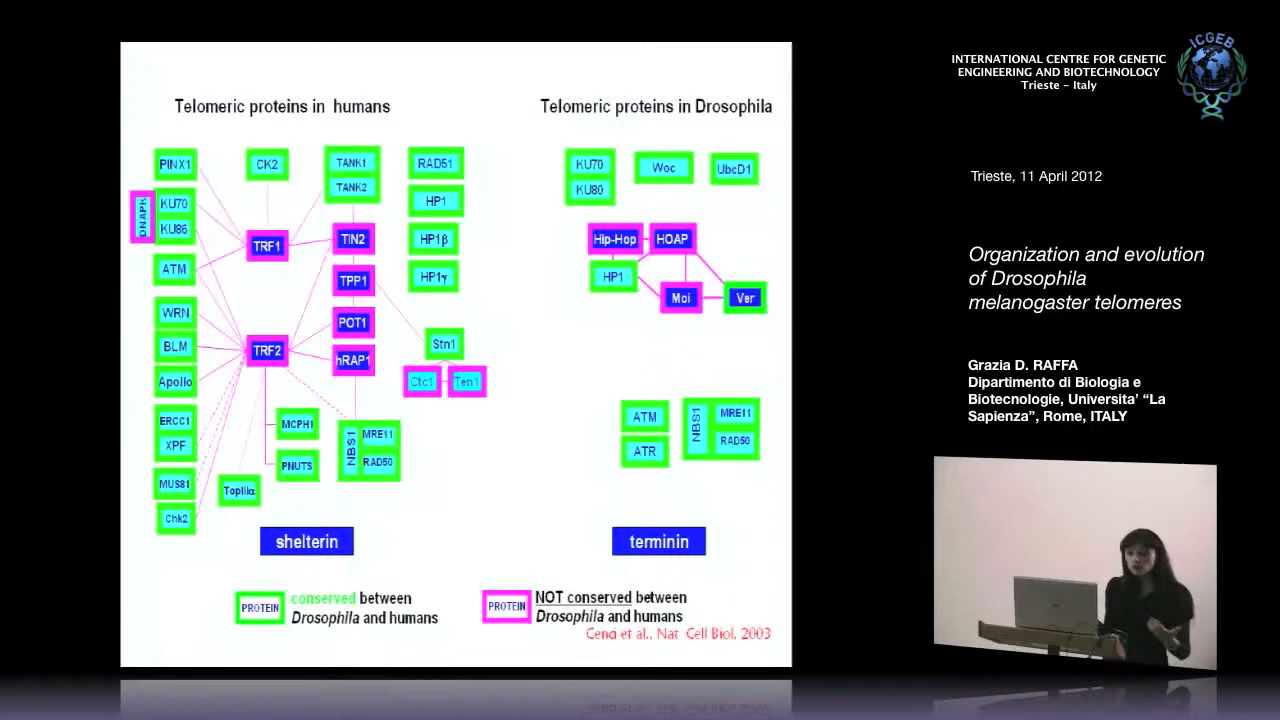 Telomeric proteins in humans
Telomeric proteins in Drosophila
PINX1
CK2
TANK1
TANK2
RAD51
DNAPK
KU70
KU86
HP1
TRF1
TIN2
HP1β
ATM
TPP1
HP1γ
WRN
POT1
BLM
TRF2
hRAP1
Stn1
Apollo
Ctc1
Ten1
ERCC1
XPF
MCPH1
NBS1
MRE11
RAD50
PNUTS
MUS81
TopIIα
Chk2
shelterin
KU70
KU80
Woc
UbcD1
Hip-Hop
HOAP
HP1
Moi
Ver
ATM
ATR
NBS1
MRE11
RAD50
terminin
PROTEIN
conserved between
Drosophila and humans
PROTEIN
NOT conserved between
Drosophila and humans
Cenci et al., Nat Cell Biol, 2003
INTERNATIONAL CENTRE FOR GENETIC
ENGINEERING AND BIOTECHNOLOGY
Trieste - Italy
ICGEB
Trieste, 11 April 2012
Organization and evolution
of Drosophila
melanogaster telomeres
Grazia D. RAFFA
Dipartimento di Biologia e
Biotecnologie, Universita' "La
Sapienza", Rome, ITALY